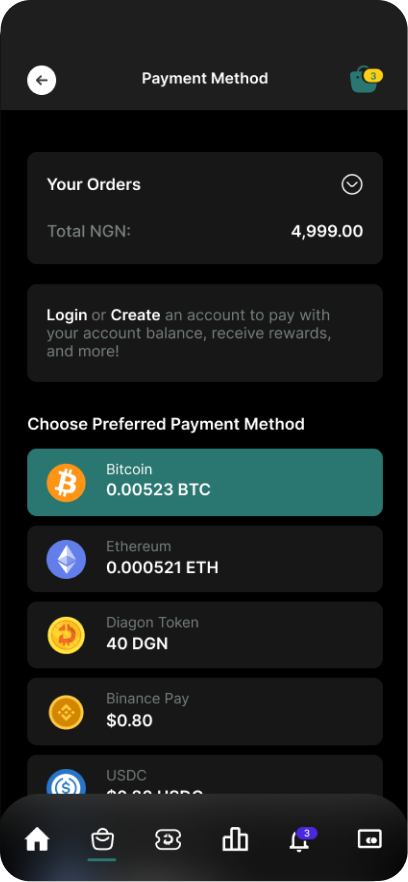 Payment Method
3
Your Orders
Total NGN:
4,999.00
Login or Create an account to pay with
your account balance, receive rewards,
and more!
Choose Preferred Payment Method
Bitcoin
0.00523 BTC
Ethereum
0.000521 ETH
Diagon Token
40 DGN
Binance Pay
$0.80
USDC
3